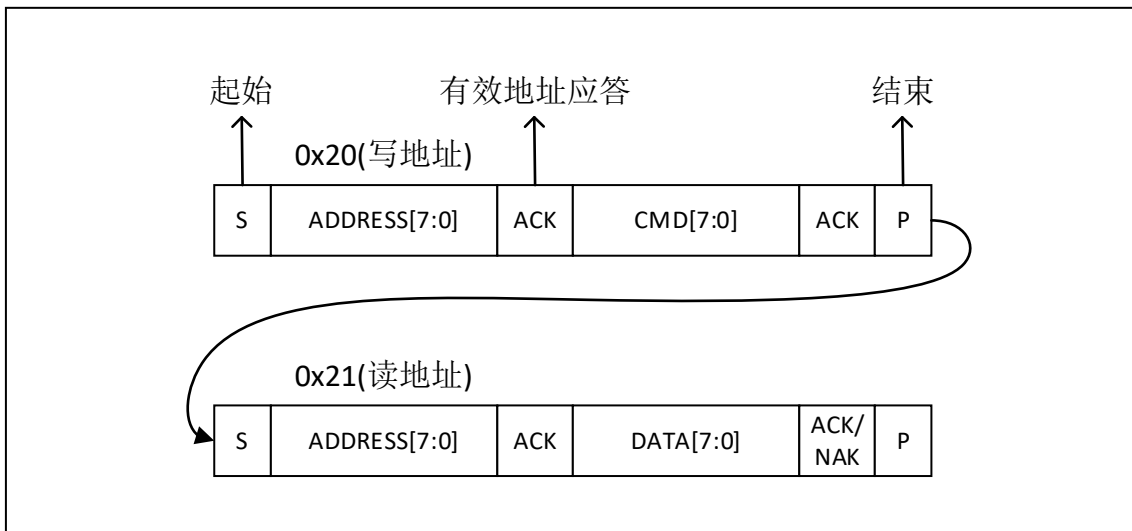 起始 有效地址应答 结束
0x20(写地址)
S ADDRESS[7:0] ACK CMD[7:0] ACK P
0x21(读地址)
S ADDRESS[7:0] ACK DATA[7:0] ACK/ P
NAK